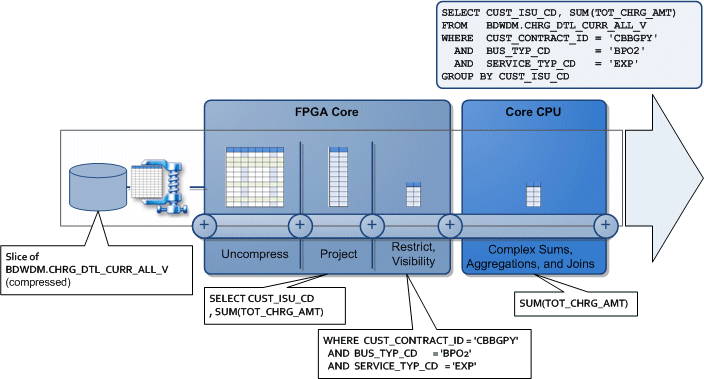 SELECT CUST_ISU_CD, SUM(TOT_CHRG_AMT)
FROM BDWDM.CHRG_DTL_CURR_ALL_V
WHERE CUST_CONTRACT_ID = 'CBBGPY'
AND BUS_TYP_CD = 'BPO2'
AND SERVICE_TYP_CD = 'EXP'
GROUP BY CUST_ISU_CD
FPGA Core
Core CPU
Uncompress
Project
Restrict,
Visibility
Complex Sums,
Aggregations, and Joins
Slice of
BDWDM.CHRG_DTL_CURR_ALL_V
(compressed)
SELECT CUST_ISU_CD
, SUM(TOT_CHRG_AMT)
SUM(TOT_CHRG_AMT)
WHERE CUST_CONTRACT_ID = 'CBBGPY'
AND BUS_TYP_CD = 'BPO2'
AND SERVICE_TYP_CD = 'EXP'